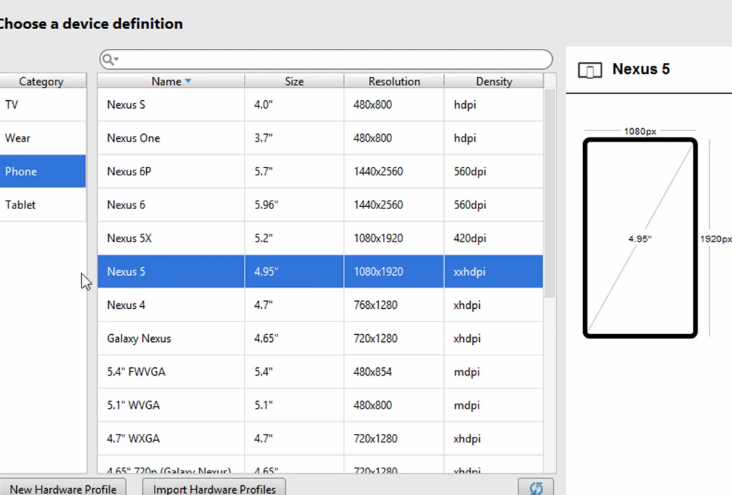 Choose a device definition
Category
TV
Wear
Phone
Tablet
Name Size Resolution Density
Nexus S 4.0" 480x800 hdpi
Nexus One 3.7" 480x800 hdpi
Nexus 6P 5.7" 1440x2560 560dpi
Nexus 6 5.96" 1440x2560 560dpi
Nexus 5X 5.2" 1080x1920 420dpi
Nexus 5 4.95" 1080x1920 xxhdpi
Nexus 4 4.7" 768x1280 xhdpi
Galaxy Nexus 4.65" 720x1280 xhdpi
5.4" FWVGA 5.4" 480x854 mdpi
5.1" WVGA 5.1" 480x800 mdpi
4.7" WXGA 4.7" 720x1280 xhdpi
4.65" 720p (Galaxy Nexus) 4.65" 720x1280 xhdpi
New Hardware Profile Import Hardware Profiles
Nexus 5
1080px
4.95"
1920px